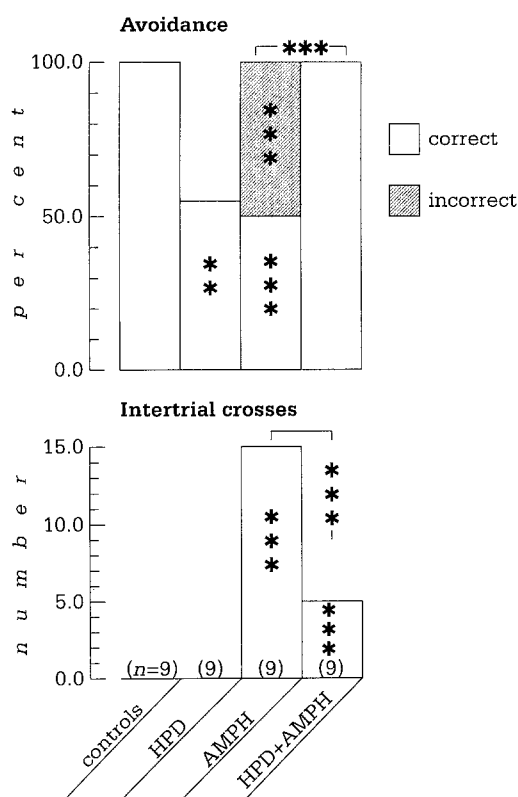 Avoidance
***
100.0
50.0
0.0
per cent
correct
incorrect
***
**
***
Intertrial crosses
15.0
10.0
5.0
0.0
number
***
***
***
(n=9) (9) (9) (9)
controls
HPD
AMPH
HPD+AMPH